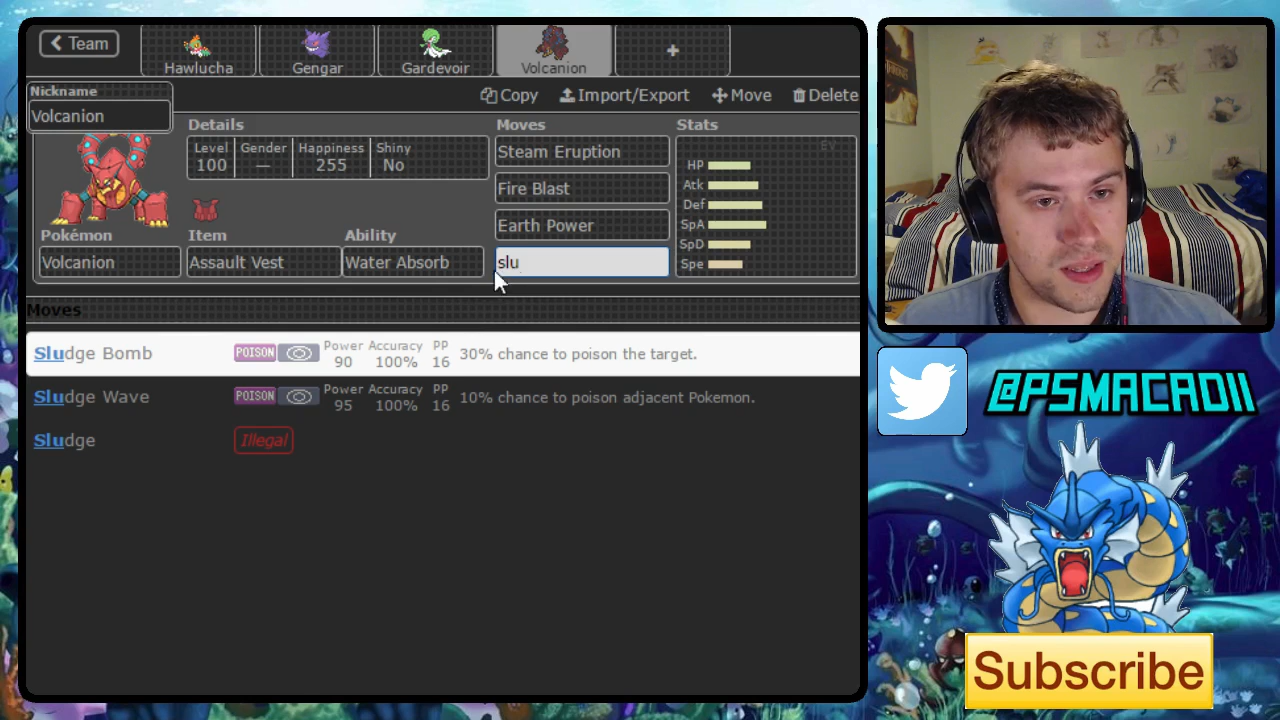 Team
Hawlucha
Gengar
Gardevoir
Volcanion
+
Copy
Import/Export
Move
Delete
Nickname
Volcanion
Details
Level Gender Happiness Shiny
100 — 255 No
Pokémon Item Ability
Volcanion Assault Vest Water Absorb
Moves
Steam Eruption
Fire Blast
Earth Power
slu
Stats
EV
HP
Atk
Def
SpA
SpD
Spe
Moves
Sludge Bomb POISON Power 90 Accuracy 100% PP 16 30% chance to poison the target.
Sludge Wave POISON Power 95 Accuracy 100% PP 16 10% chance to poison adjacent Pokemon.
Sludge Illegal
@PSMACADII
Subscribe